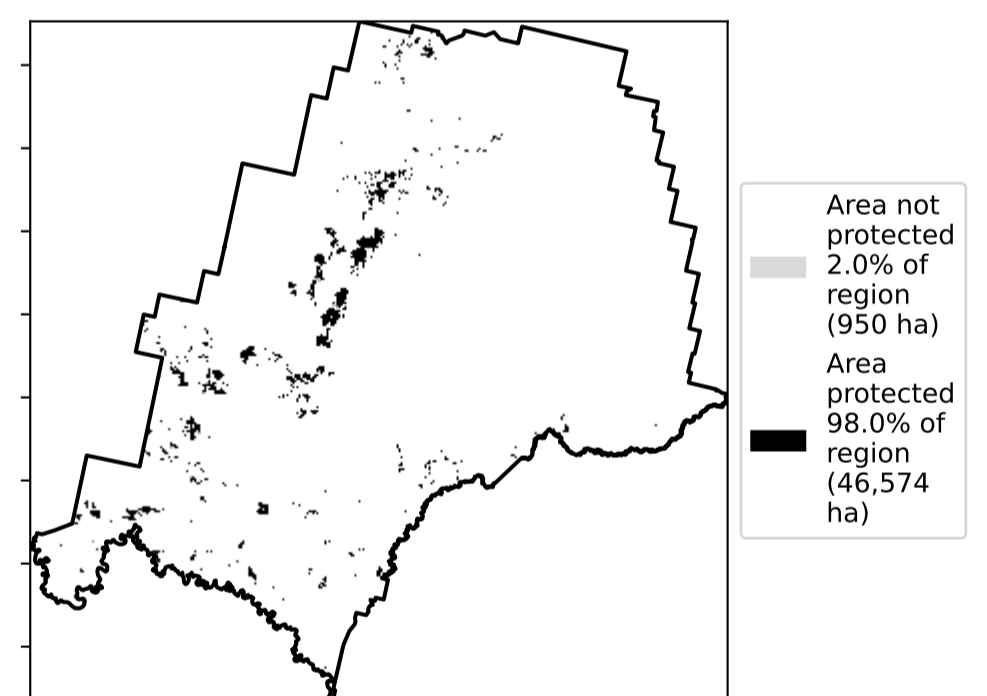 Area not
protected
2.0% of
region
(950 ha)
Area
protected
98.0% of
region
(46,574
ha)